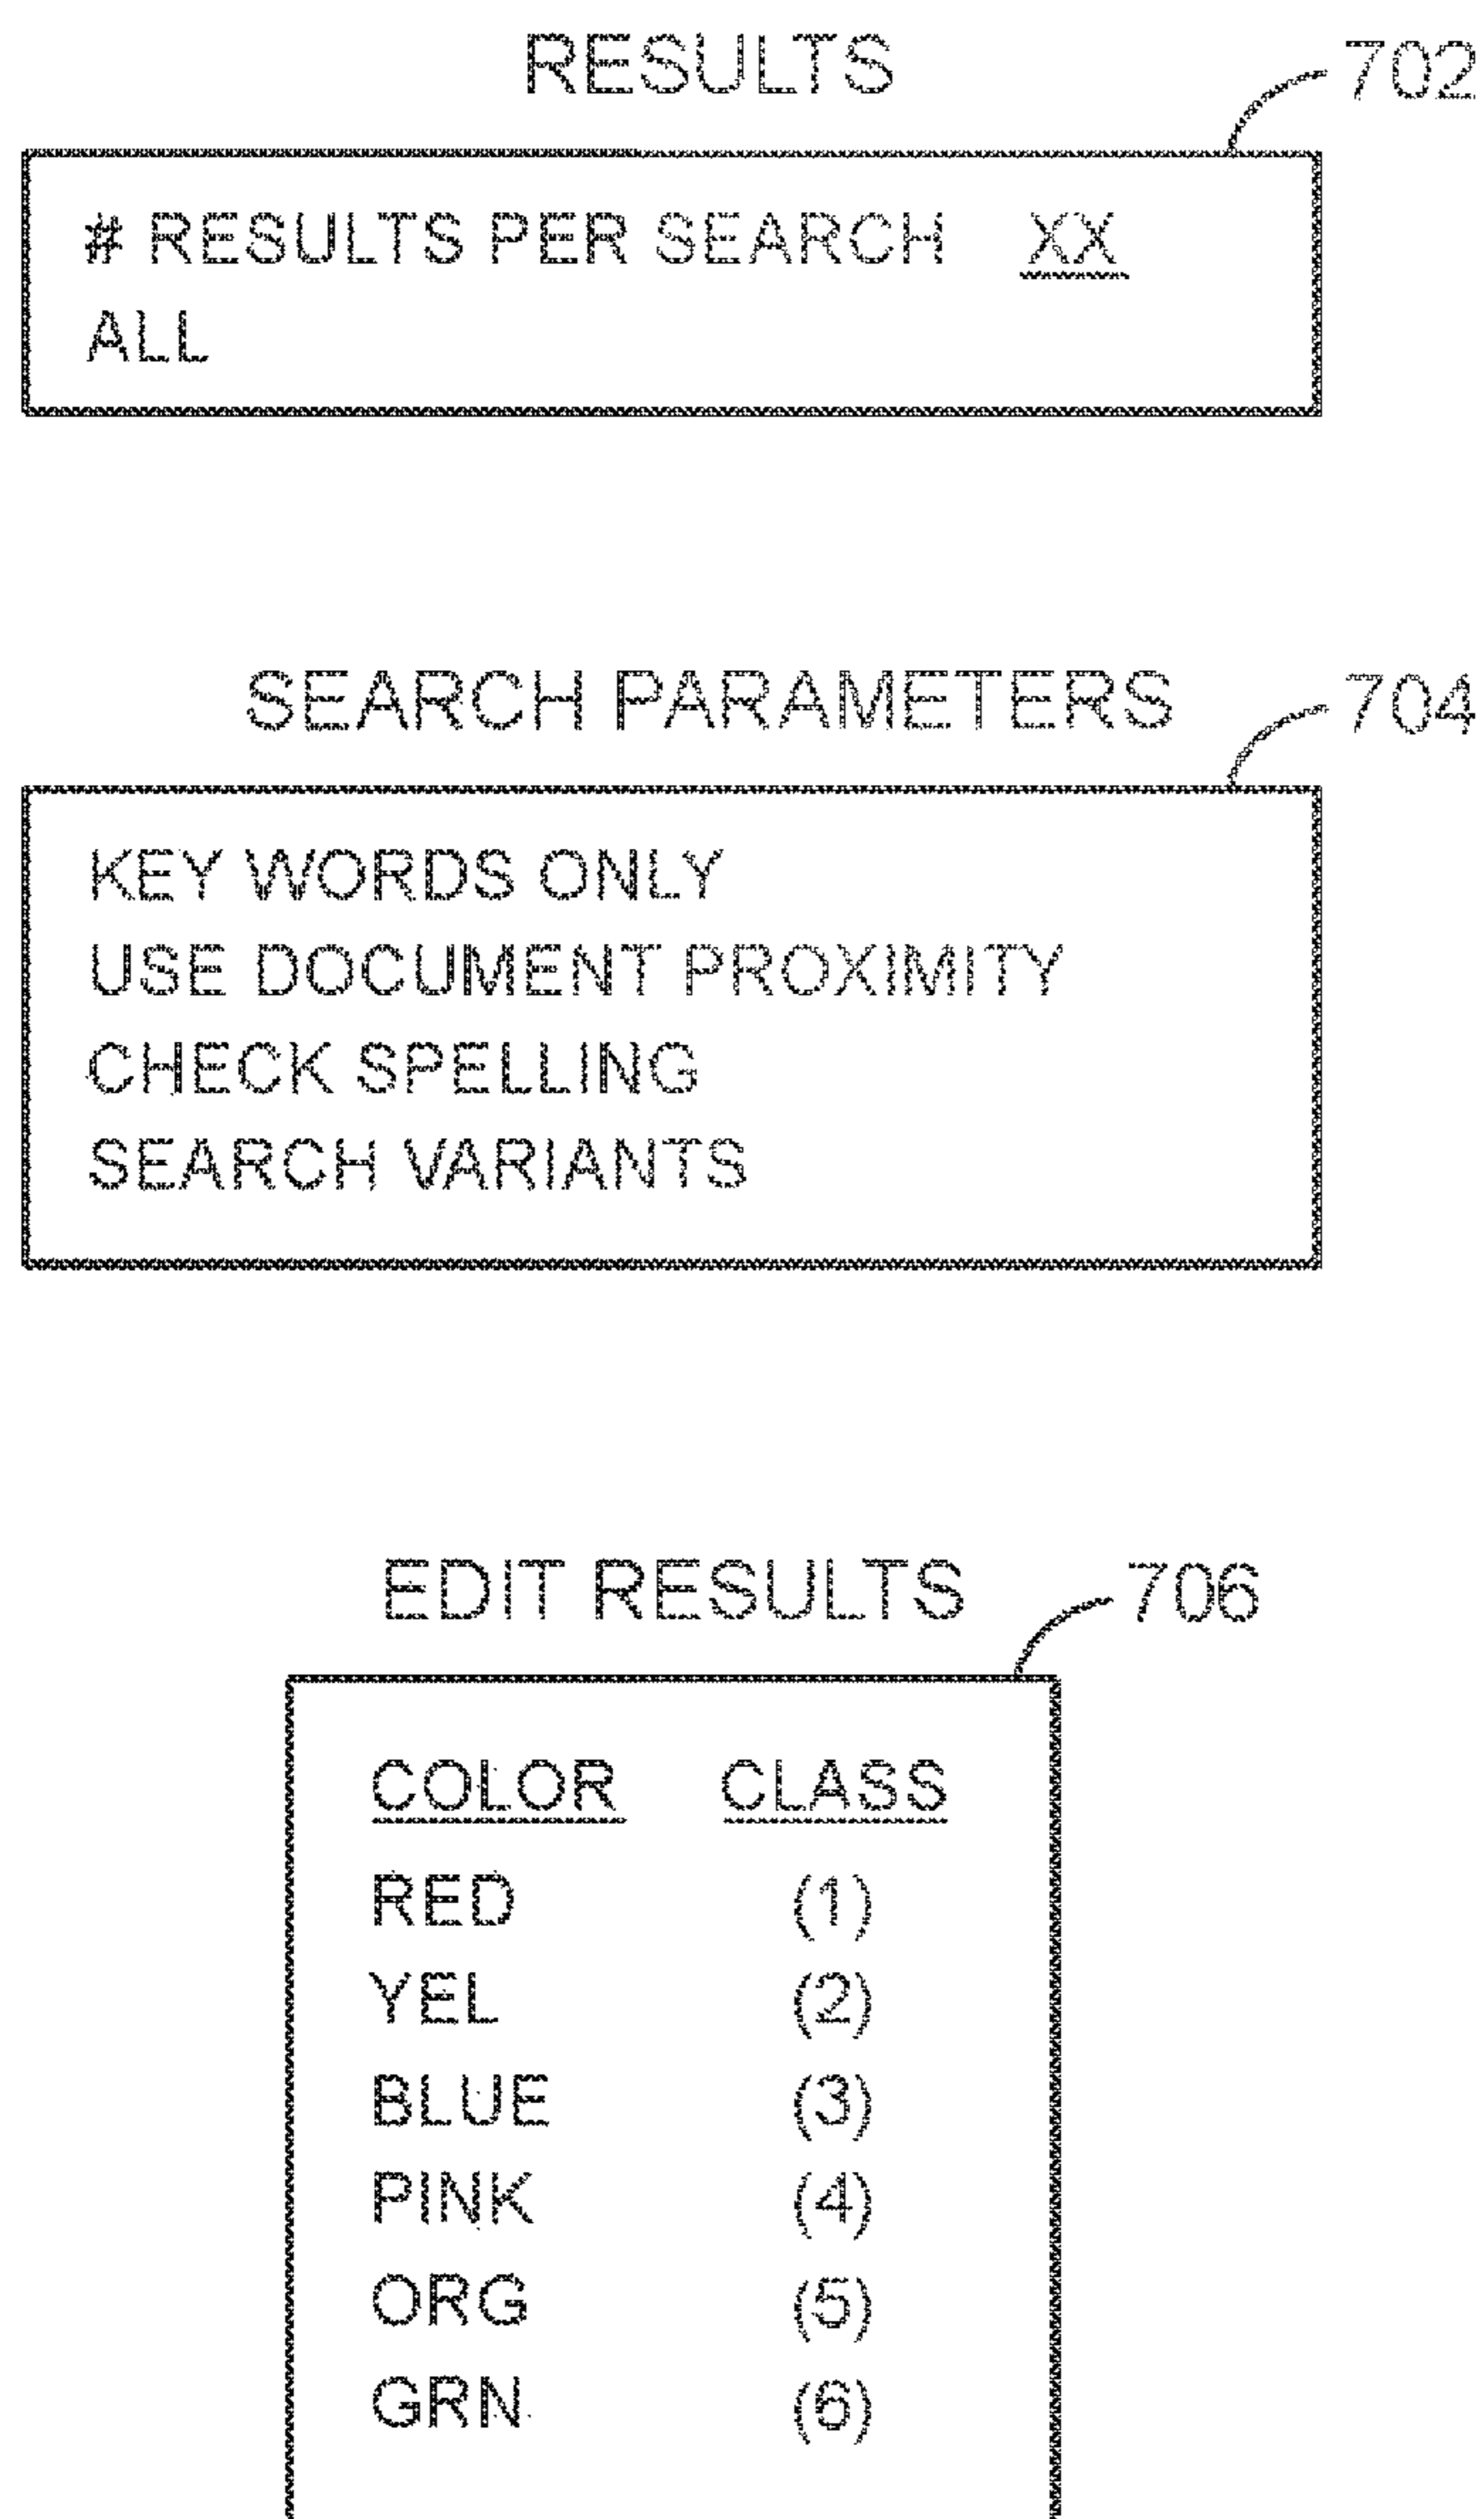 RESULTS 702
# RESULTS PER SEARCH XX
ALL
SEARCH PARAMETERS 704
KEY WORDS ONLY
USE DOCUMENT PROXIMITY
CHECK SPELLING
SEARCH VARIANTS
EDIT RESULTS 706
COLOR CLASS
RED (1)
YEL (2)
BLUE (3)
PINK (4)
ORG (5)
GRN (6)